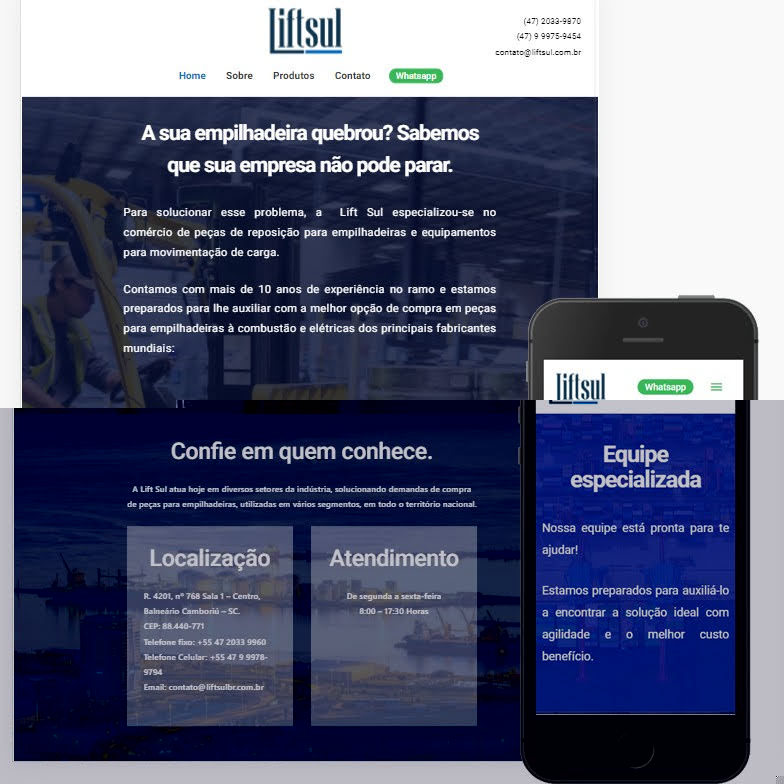 Liftsul
(47) 2033-9870
(47) 9 9975-9454
contato@liftsul.com.br
Home Sobre Produtos Contato Whatsapp
A sua empilhadeira quebrou? Sabemos
que sua empresa não pode parar.
Para solucionar esse problema, a Lift Sul especializou-se no
comércio de peças de reposição para empilhadeiras e equipamentos
para movimentação de carga.
Contamos com mais de 10 anos de experiência no ramo e estamos
preparados para lhe auxiliar com a melhor opção de compra em peças
para empilhadeiras à combustão e elétricas dos principais fabricantes
mundiais:
Confie em quem conhece.
A Lift Sul atua hoje em diversos setores da indústria, solucionando demandas de compra
de peças para empilhadeiras, utilizadas em vários segmentos, em todo o território nacional.
Localização
R. 4201, nº 768 Sala 1 – Centro,
Balneário Camboriú – SC.
CEP: 88.440-771
Telefone fixo: +55 47 2033 9960
Telefone Celular: +55 47 9 9978-
9794
Email: contato@liftsulbr.com.br
Atendimento
De segunda a sexta-feira
8:00 – 17:30 Horas
Liftsul
Whatsapp
Equipe
especializada
Nossa equipe está pronta para te
ajudar!
Estamos preparados para auxiliá-lo
a encontrar a solução ideal com
agilidade e o melhor custo
benefício.